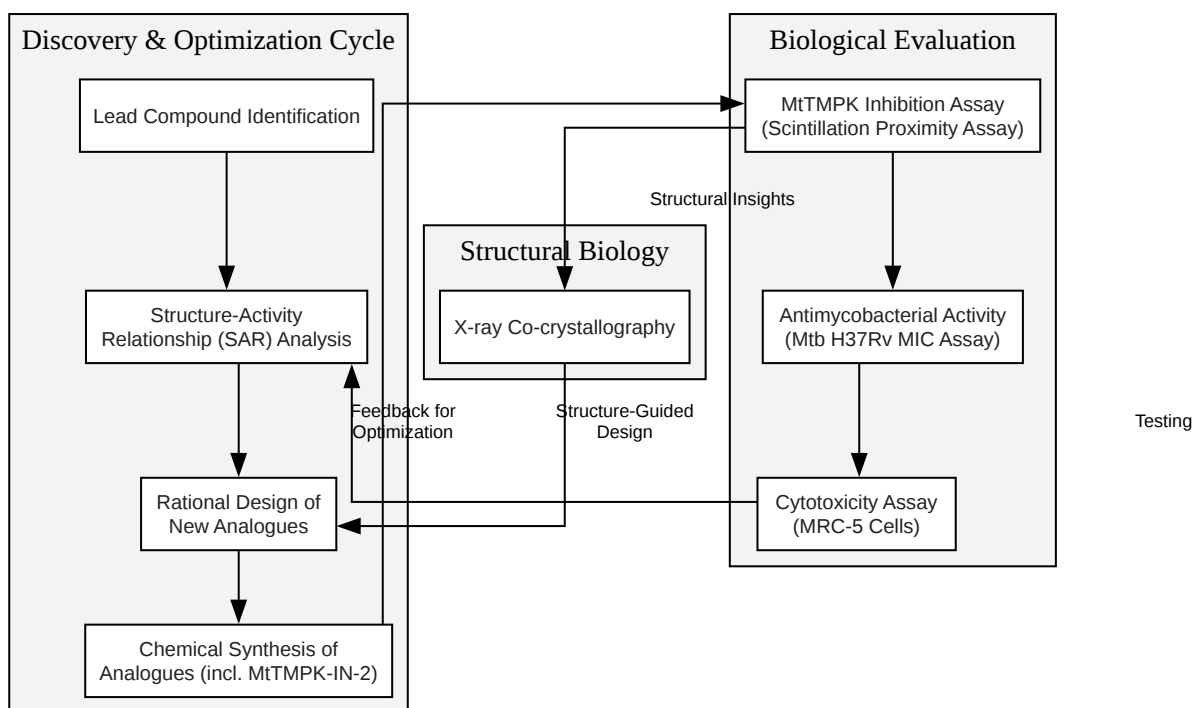 Discovery & Optimization Cycle
Lead Compound Identification
Structure-Activity
Relationship (SAR) Analysis
Feedback for
Optimization
Rational Design of
New Analogues
Chemical Synthesis of
Analogues (incl. MtTMPK-IN-2)
Structural Biology
X-ray Co-crystallography
Structure-Guided
Design
Structural Insights
Biological Evaluation
MtTMPK Inhibition Assay
(Scintillation Proximity Assay)
Antimycobacterial Activity
(Mtb H37Rv MIC Assay)
Cytotoxicity Assay
(MRC-5 Cells)
Testing